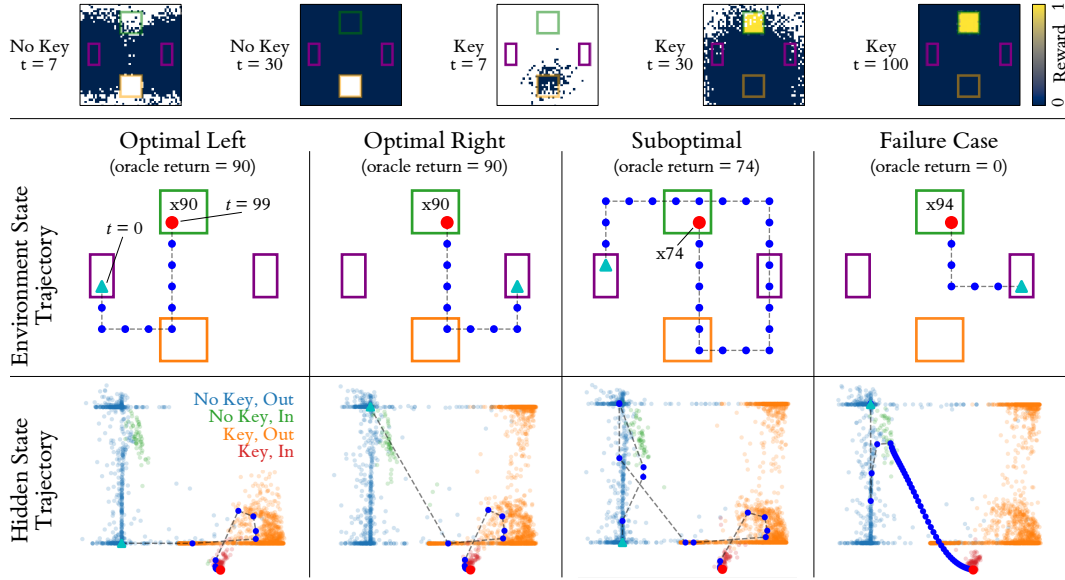 No Key
t = 7
No Key
t = 30
Key
t = 7
Key
t = 30
Key
t = 100
0 Reward 1
Optimal Left
(oracle return = 90)
Optimal Right
(oracle return = 90)
Suboptimal
(oracle return = 74)
Failure Case
(oracle return = 0)
Environment State
Trajectory
x90
t = 99
t = 0
x90
x74
x94
Hidden State
Trajectory
No Key, Out
No Key, In
Key, Out
Key, In